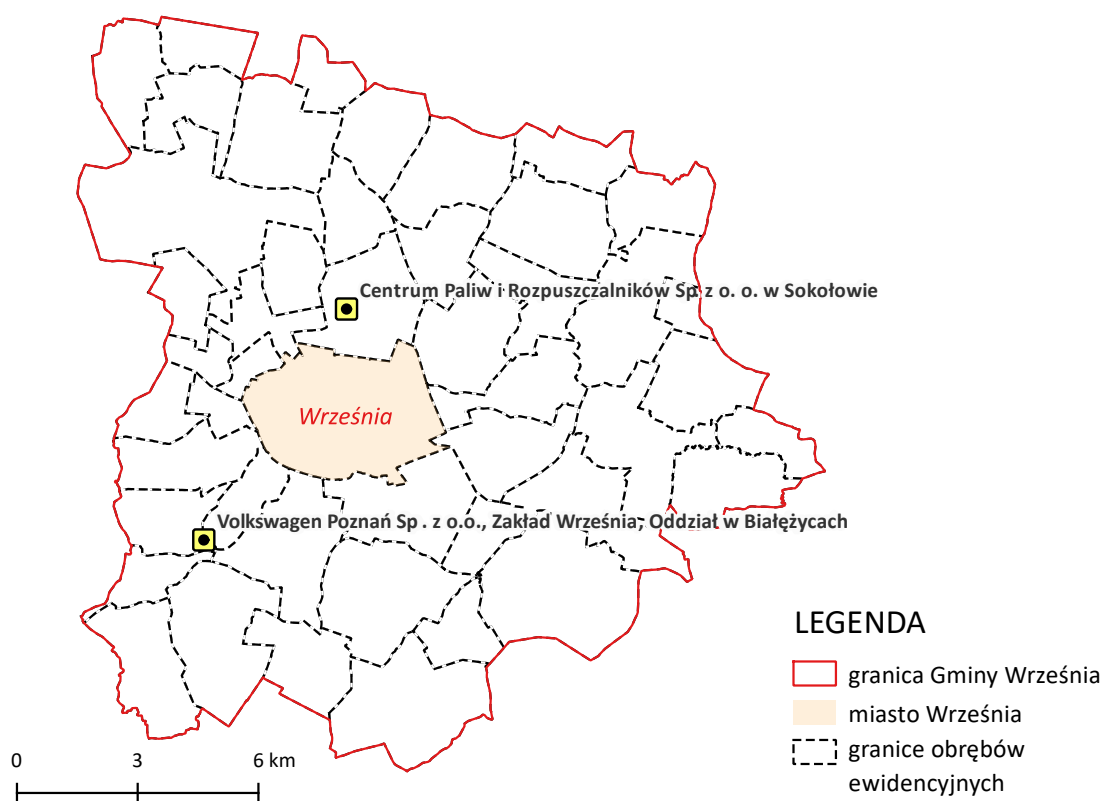 Centrum Paliw i Rozpuszczalników Sp z o. o. w Sokołowie
Września
Volkswagen Poznań Sp . z o.o., Zakład Września, Oddział w Białężycach
LEGENDA
granica Gminy Września
miasto Września
granice obrębów
ewidencyjnych
0 3 6 km